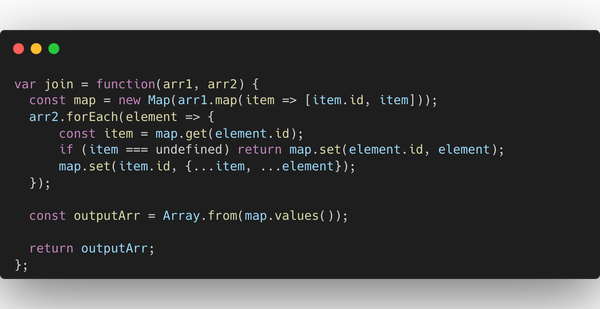 var join = function(arr1, arr2) {
  const map = new Map(arr1.map(item => [item.id, item]));
  arr2.forEach(element => {
      const item = map.get(element.id);
      if (item === undefined) return map.set(element.id, element);
      map.set(item.id, {...item, ...element});
  });

  const outputArr = Array.from(map.values());

  return outputArr;
};